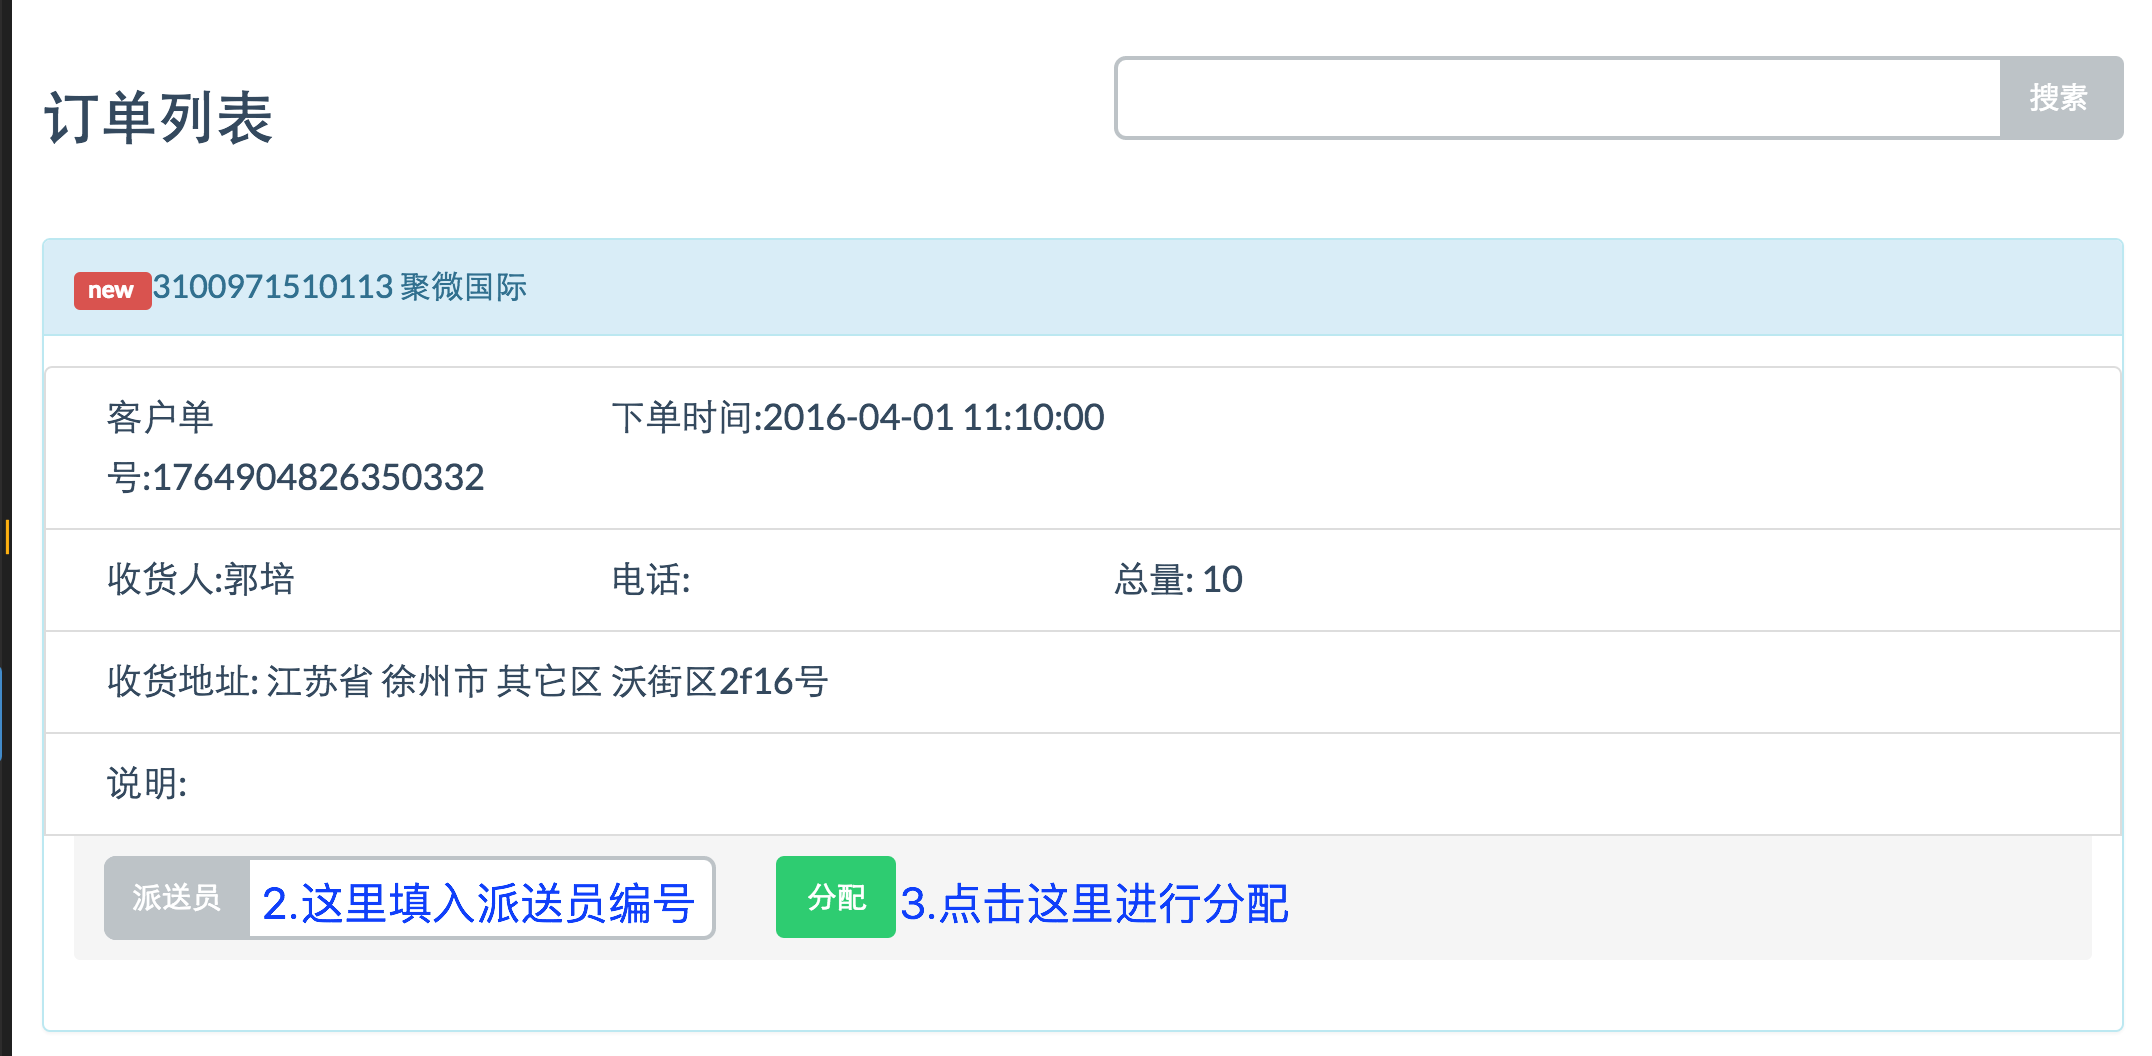 订单列表
搜素
new 3100971510113 聚微国际
客户单
号:1764904826350332
下单时间:2016-04-01 11:10:00
收货人:郭培
电话:
总量: 10
收货地址: 江苏省 徐州市 其它区 沃街区2f16号
说明:
派送员
2.这里填入派送员编号
分配
3.点击这里进行分配